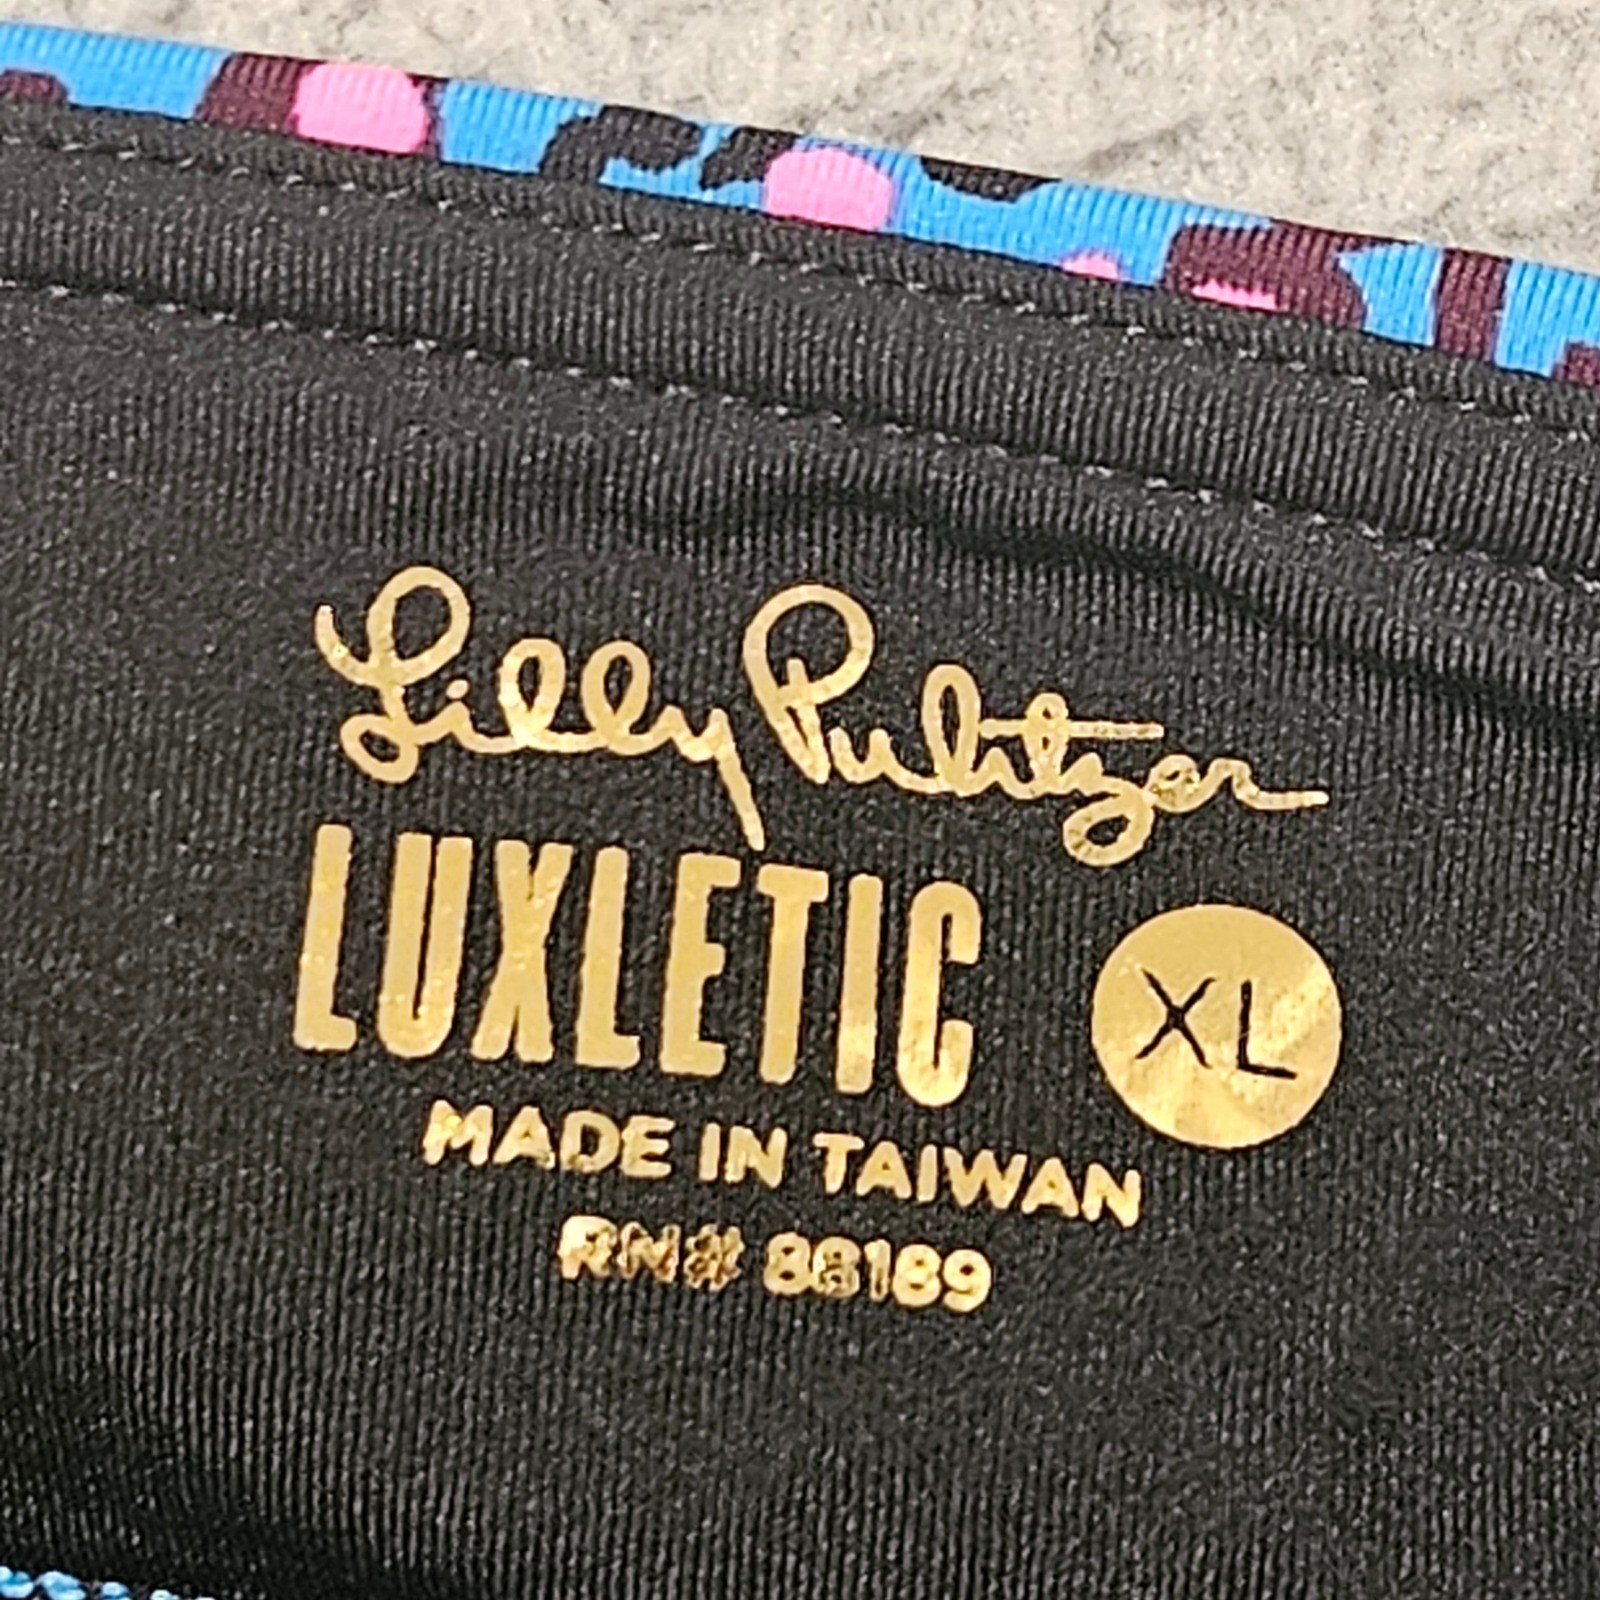 Lilly Pulitzer
LUXLETIC
XL
MADE IN TAIWAN
RN# 88189